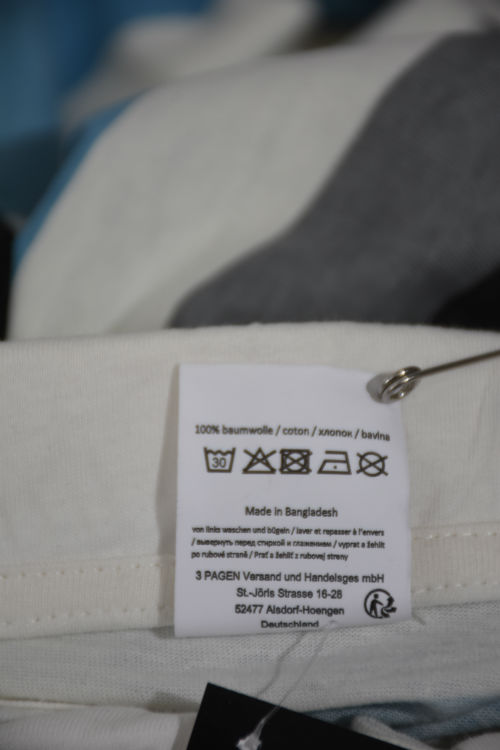 100% baumwolle / coton / хлопок / bavlna
30
Made in Bangladesh
von links waschen und bügeln / laver et repasser à l'envers
/ вывернуть перед стиркой и глажением / vyprat a žehlit
po rubové straně / Prať a žehliť z rubovej strony
3 PAGEN Versand und Handelsges mbH
St.-Jöris Strasse 16-28
52477 Alsdorf-Hoengen
Deutschland